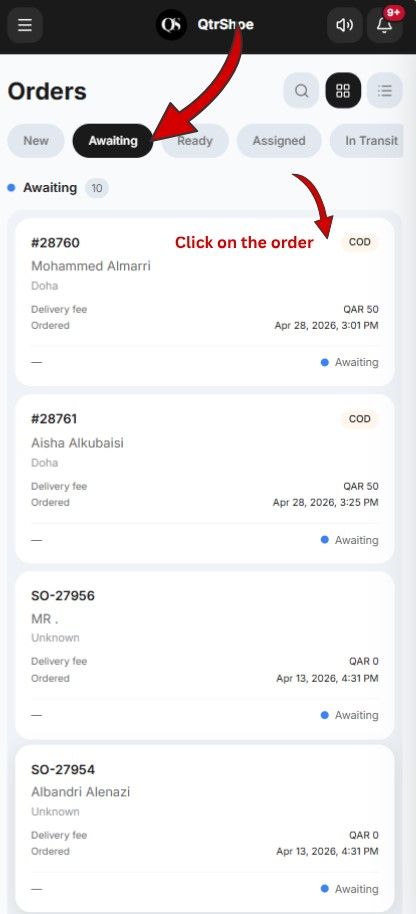 9+
QS QtrShoe
Orders
New Awaiting Ready Assigned In Transit
Awaiting 10
#28760 Click on the order COD
Mohammed Almarri
Doha
Delivery fee QAR 50
Ordered Apr 28, 2026, 3:01 PM
— Awaiting
#28761 COD
Aisha Alkubaisi
Doha
Delivery fee QAR 50
Ordered Apr 28, 2026, 3:25 PM
— Awaiting
SO-27956
MR .
Unknown
Delivery fee QAR 0
Ordered Apr 13, 2026, 4:31 PM
— Awaiting
SO-27954
Albandri Alenazi
Unknown
Delivery fee QAR 0
Ordered Apr 13, 2026, 4:31 PM
— Awaiting